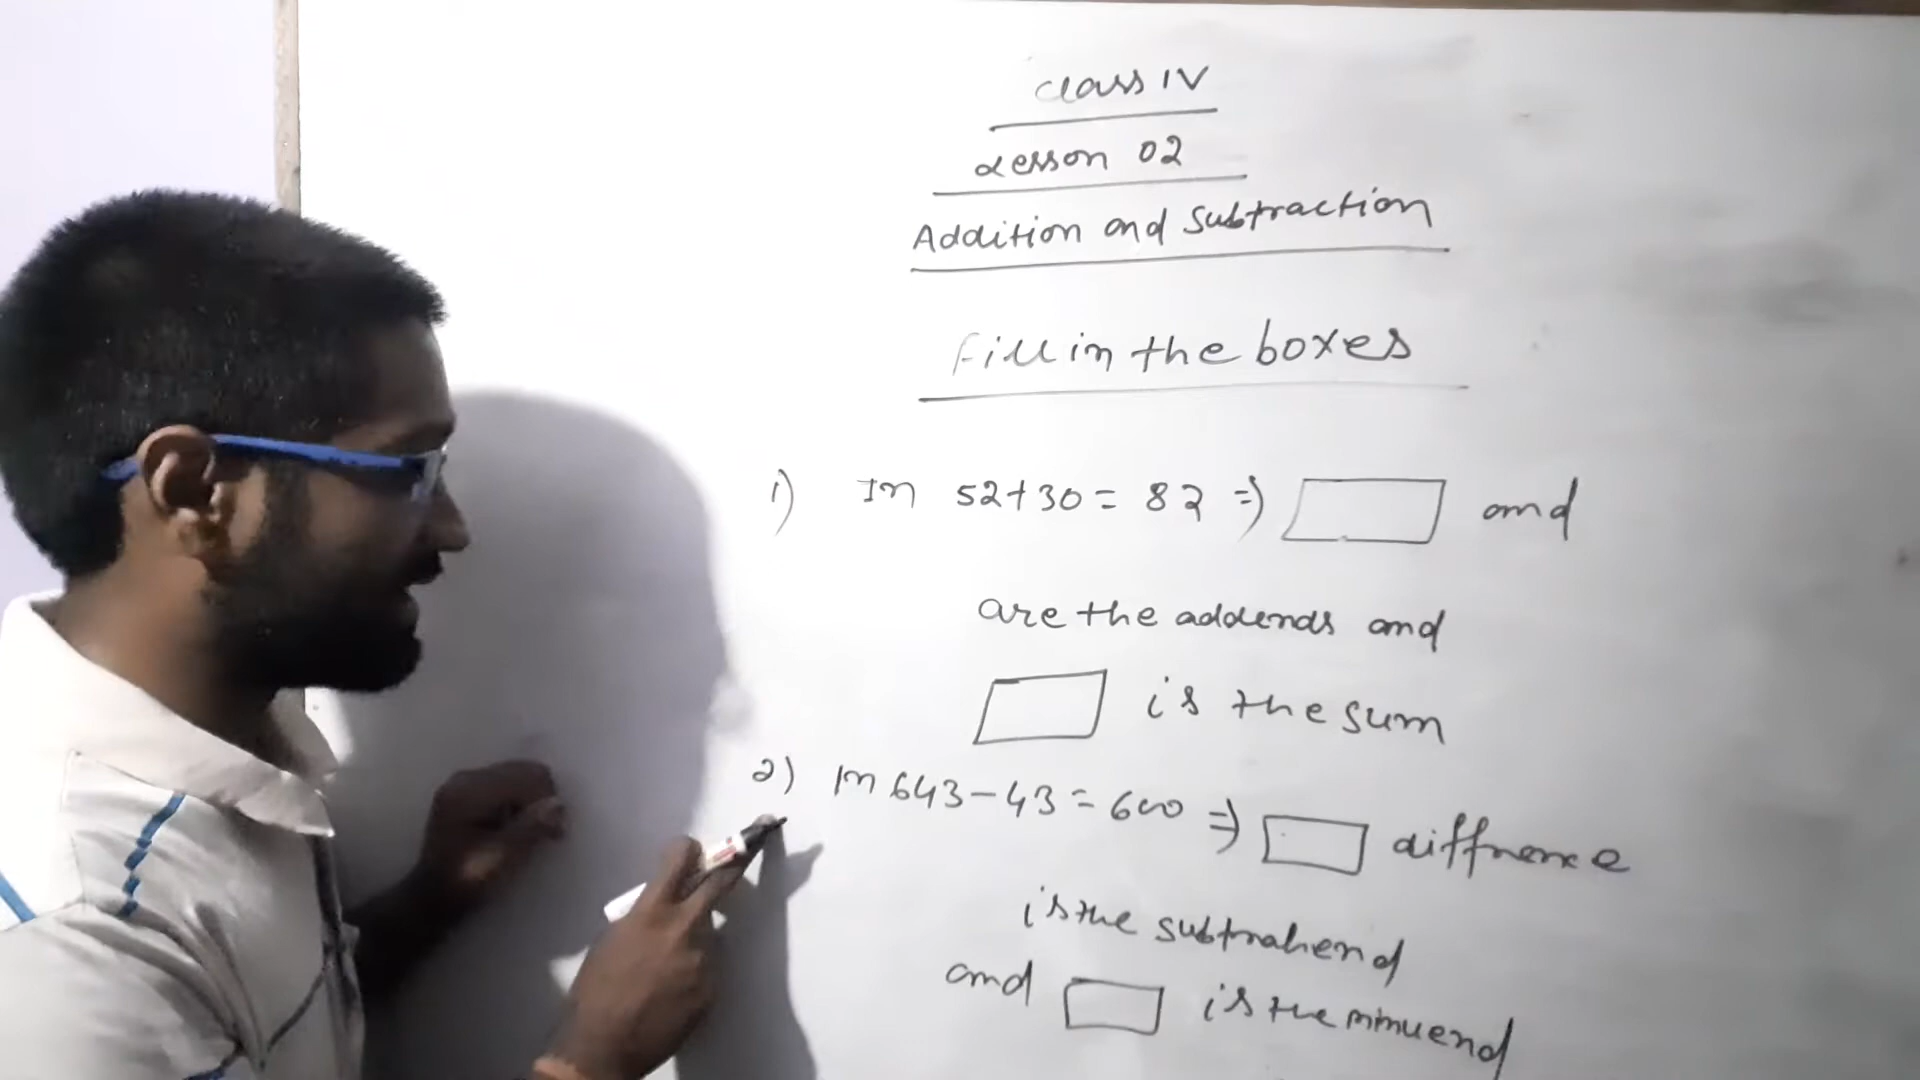 Class IV
Lesson 02
Addition and Subtraction
Fill in the boxes
1) In 52+30 = 82 ⇒ and
are the addends and
is the sum
2) In 643-43 = 600 ⇒ diffrence
is the subtrahend
and is the minuend